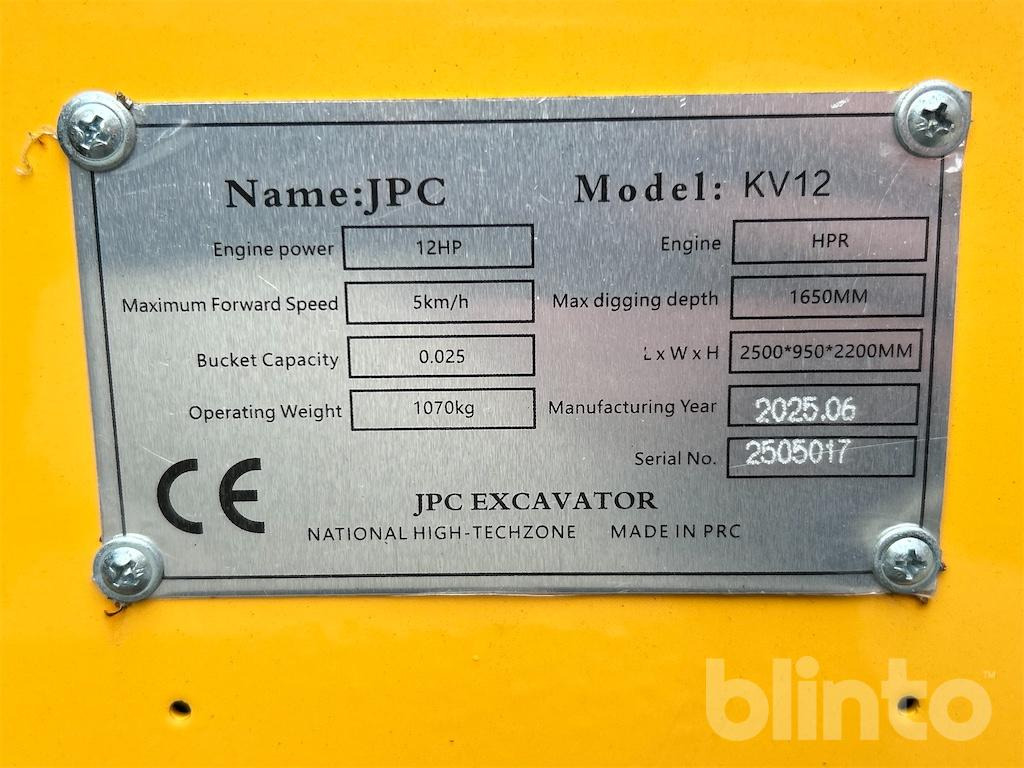 Name:JPC Model: KV12
Engine power 12HP Engine HPR
Maximum Forward Speed 5km/h Max digging depth 1650MM
Bucket Capacity 0.025 LxWxH 2500*950*2200MM
Operating Weight 1070kg Manufacturing Year 2025.06
Serial No. 2505017
CE JPC EXCAVATOR
NATIONAL HIGH-TECHZONE MADE IN PRC
blinto™